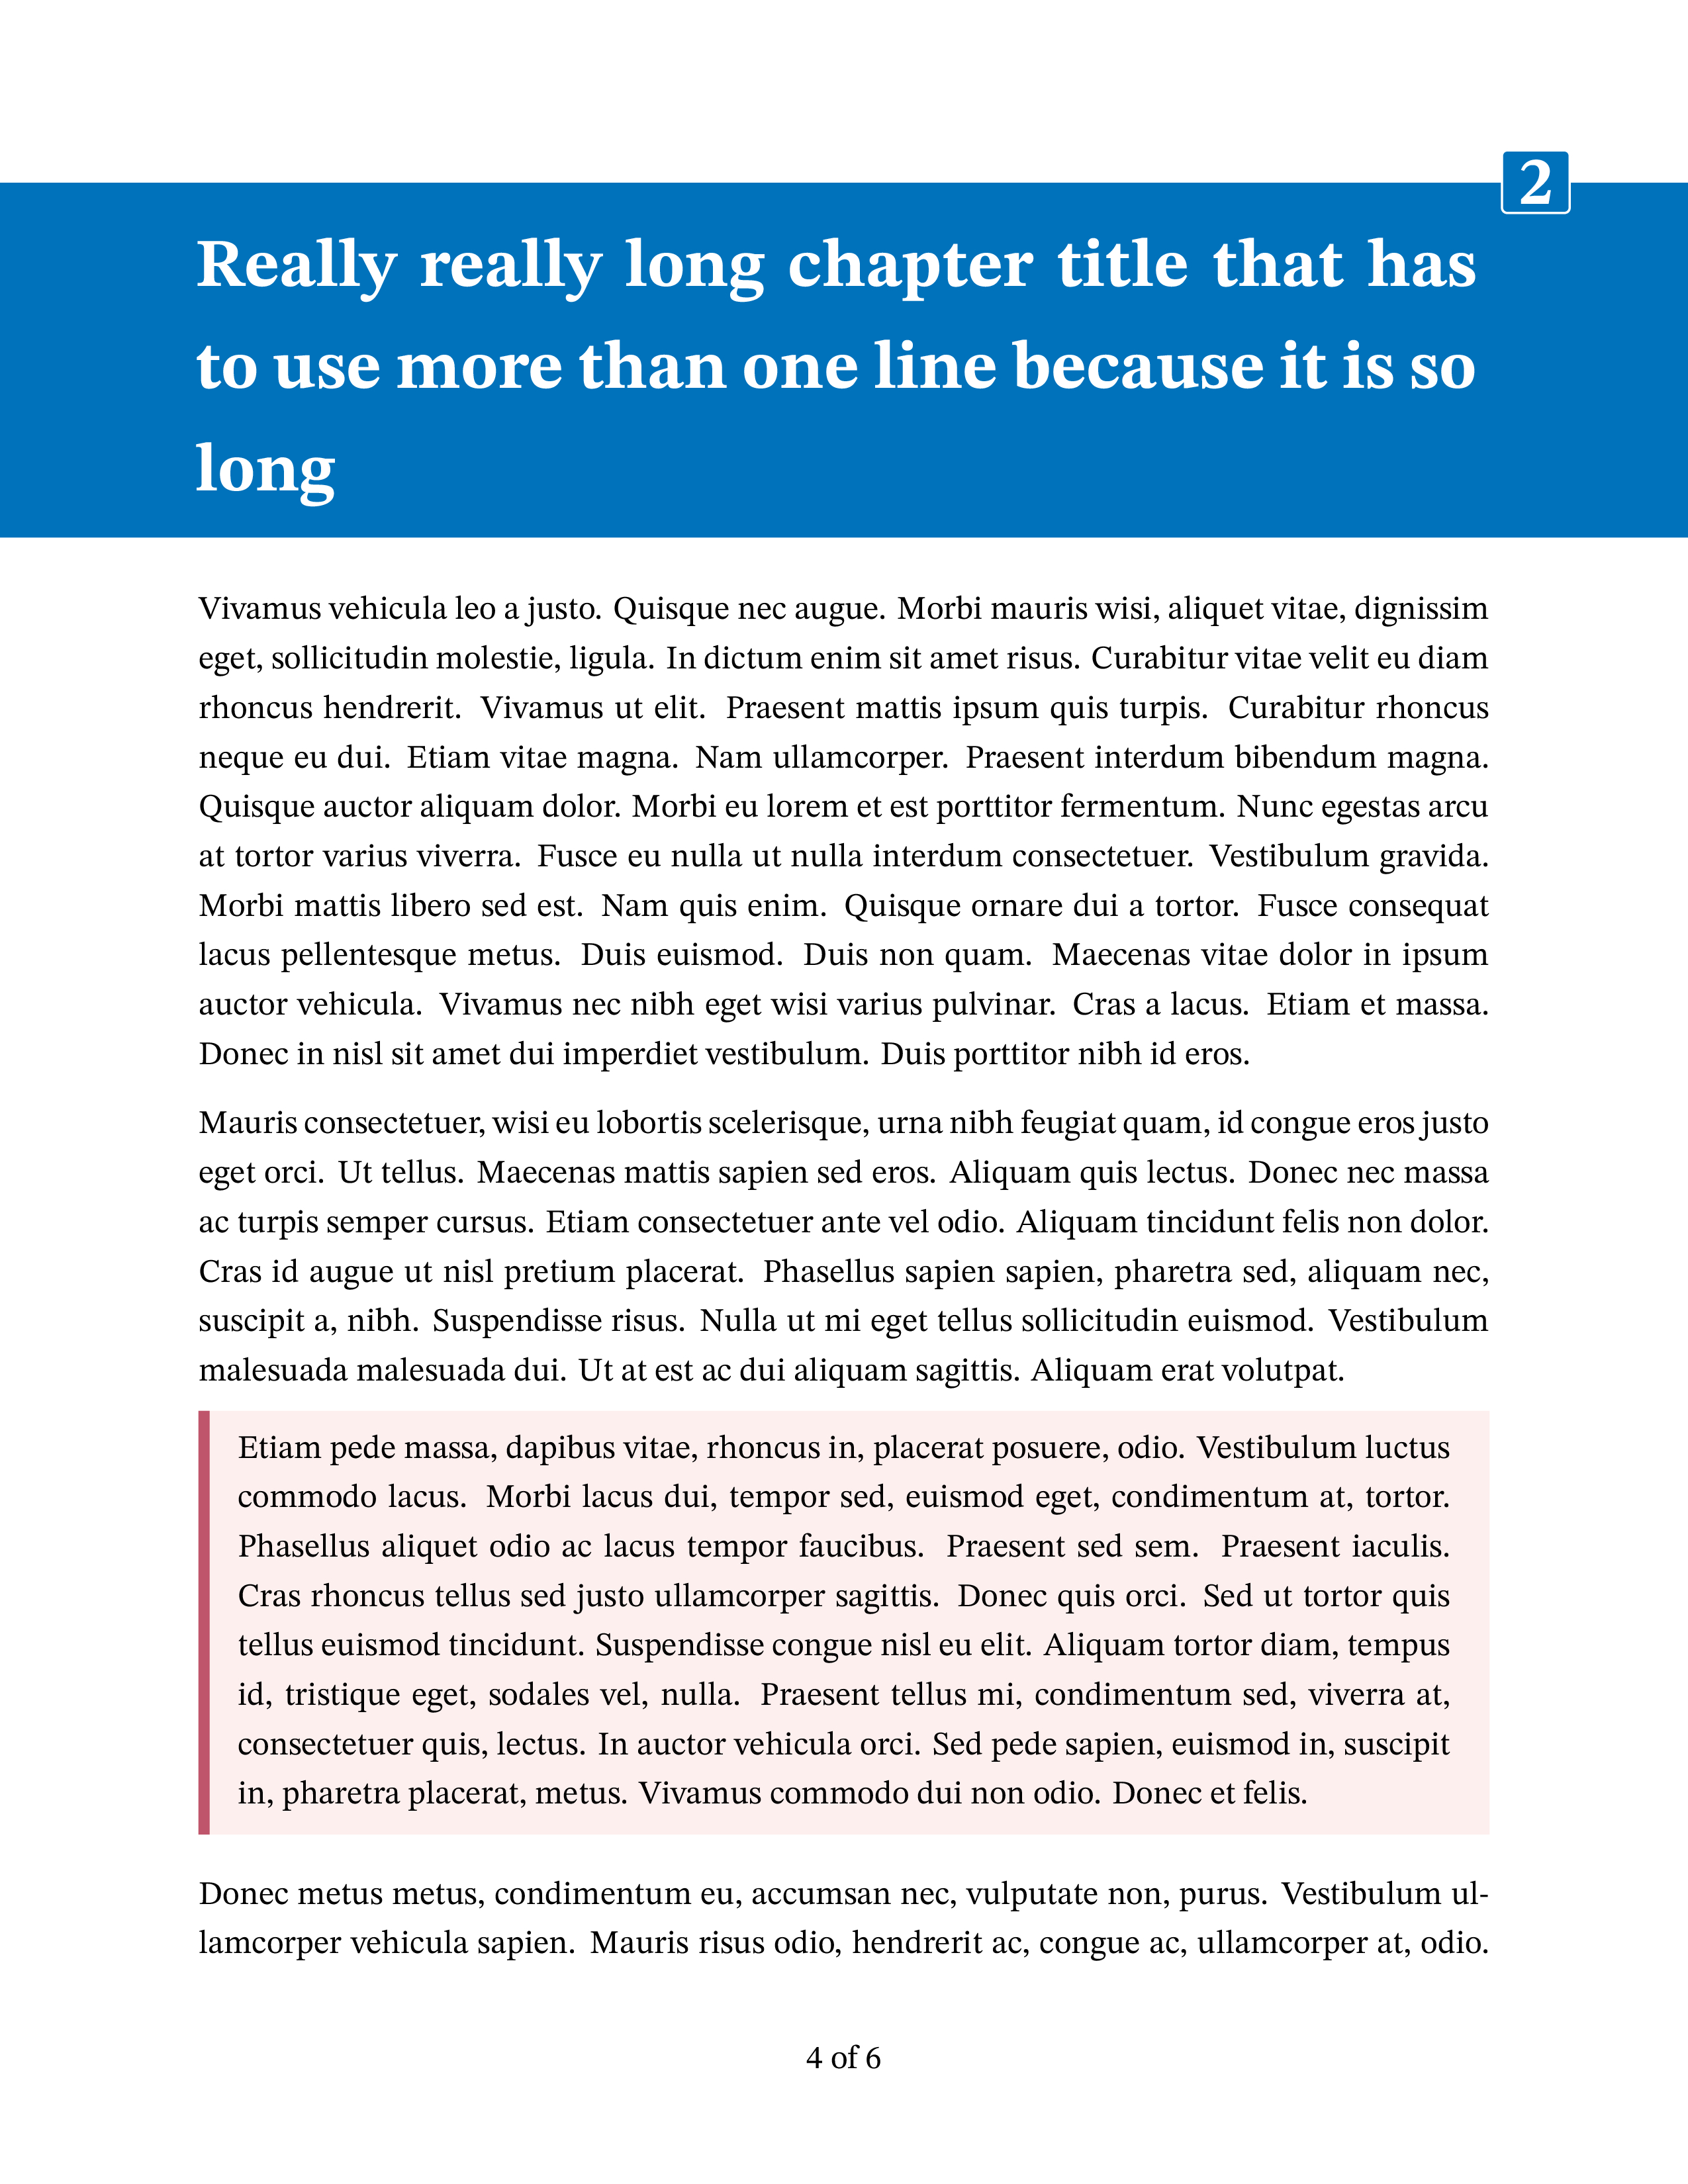 2
Really really long chapter title that has
to use more than one line because it is so
long
Vivamus vehicula leo a justo. Quisque nec augue. Morbi mauris wisi, aliquet vitae, dignissim
eget, sollicitudin molestie, ligula. In dictum enim sit amet risus. Curabitur vitae velit eu diam
rhoncus hendrerit. Vivamus ut elit. Praesent mattis ipsum quis turpis. Curabitur rhoncus
neque eu dui. Etiam vitae magna. Nam ullamcorper. Praesent interdum bibendum magna.
Quisque auctor aliquam dolor. Morbi eu lorem et est porttitor fermentum. Nunc egestas arcu
at tortor varius viverra. Fusce eu nulla ut nulla interdum consectetuer. Vestibulum gravida.
Morbi mattis libero sed est. Nam quis enim. Quisque ornare dui a tortor. Fusce consequat
lacus pellentesque metus. Duis euismod. Duis non quam. Maecenas vitae dolor in ipsum
auctor vehicula. Vivamus nec nibh eget wisi varius pulvinar. Cras a lacus. Etiam et massa.
Donec in nisl sit amet dui imperdiet vestibulum. Duis porttitor nibh id eros.
Mauris consectetuer, wisi eu lobortis scelerisque, urna nibh feugiat quam, id congue eros justo
eget orci. Ut tellus. Maecenas mattis sapien sed eros. Aliquam quis lectus. Donec nec massa
ac turpis semper cursus. Etiam consectetuer ante vel odio. Aliquam tincidunt felis non dolor.
Cras id augue ut nisl pretium placerat. Phasellus sapien sapien, pharetra sed, aliquam nec,
suscipit a, nibh. Suspendisse risus. Nulla ut mi eget tellus sollicitudin euismod. Vestibulum
malesuada malesuada dui. Ut at est ac dui aliquam sagittis. Aliquam erat volutpat.
Etiam pede massa, dapibus vitae, rhoncus in, placerat posuere, odio. Vestibulum luctus
commodo lacus. Morbi lacus dui, tempor sed, euismod eget, condimentum at, tortor.
Phasellus aliquet odio ac lacus tempor faucibus. Praesent sed sem. Praesent iaculis.
Cras rhoncus tellus sed justo ullamcorper sagittis. Donec quis orci. Sed ut tortor quis
tellus euismod tincidunt. Suspendisse congue nisl eu elit. Aliquam tortor diam, tempus
id, tristique eget, sodales vel, nulla. Praesent tellus mi, condimentum sed, viverra at,
consectetuer quis, lectus. In auctor vehicula orci. Sed pede sapien, euismod in, suscipit
in, pharetra placerat, metus. Vivamus commodo dui non odio. Donec et felis.
Donec metus metus, condimentum eu, accumsan nec, vulputate non, purus. Vestibulum ul-
lamcorper vehicula sapien. Mauris risus odio, hendrerit ac, congue ac, ullamcorper at, odio.
4 of 6